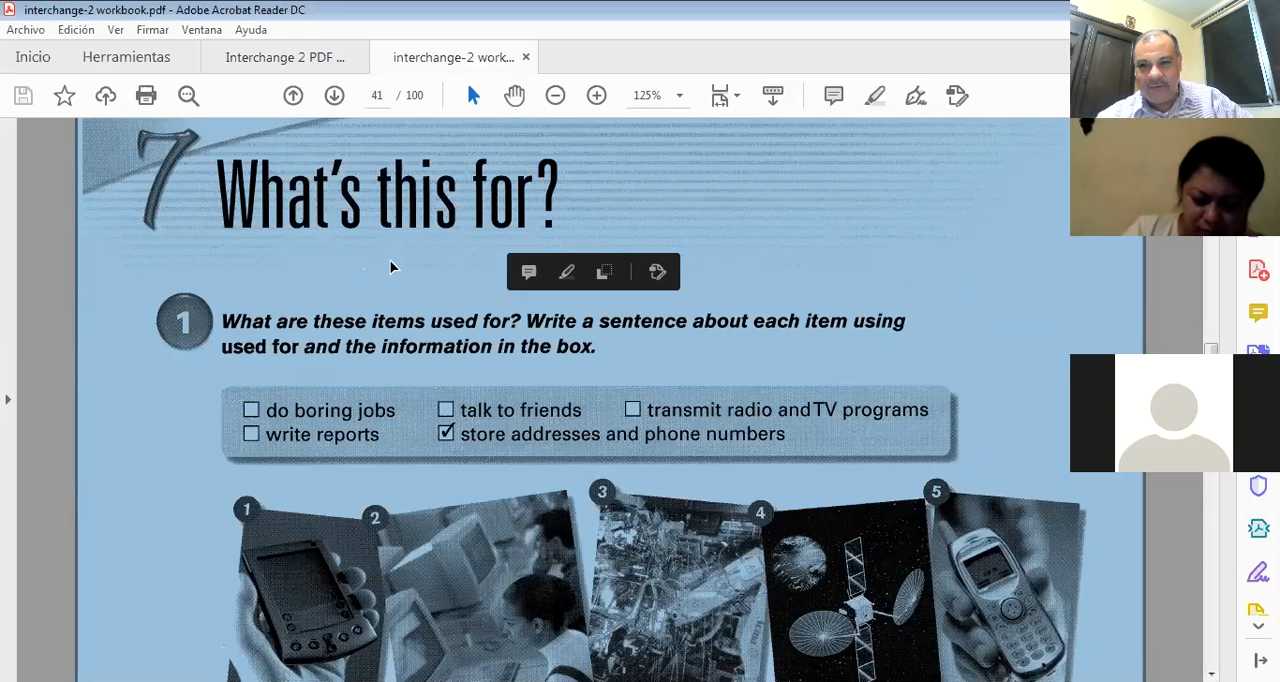 interchange-2 workbook.pdf - Adobe Acrobat Reader DC
Archivo Edición Ver Firmar Ventana Ayuda
Inicio Herramientas Interchange 2 PDF ... interchange-2 work... ×
41 / 100 125%
7 What's this for?
1 What are these items used for? Write a sentence about each item using
used for and the information in the box.
do boring jobs talk to friends transmit radio and TV programs
write reports store addresses and phone numbers
1 2 3 4 5